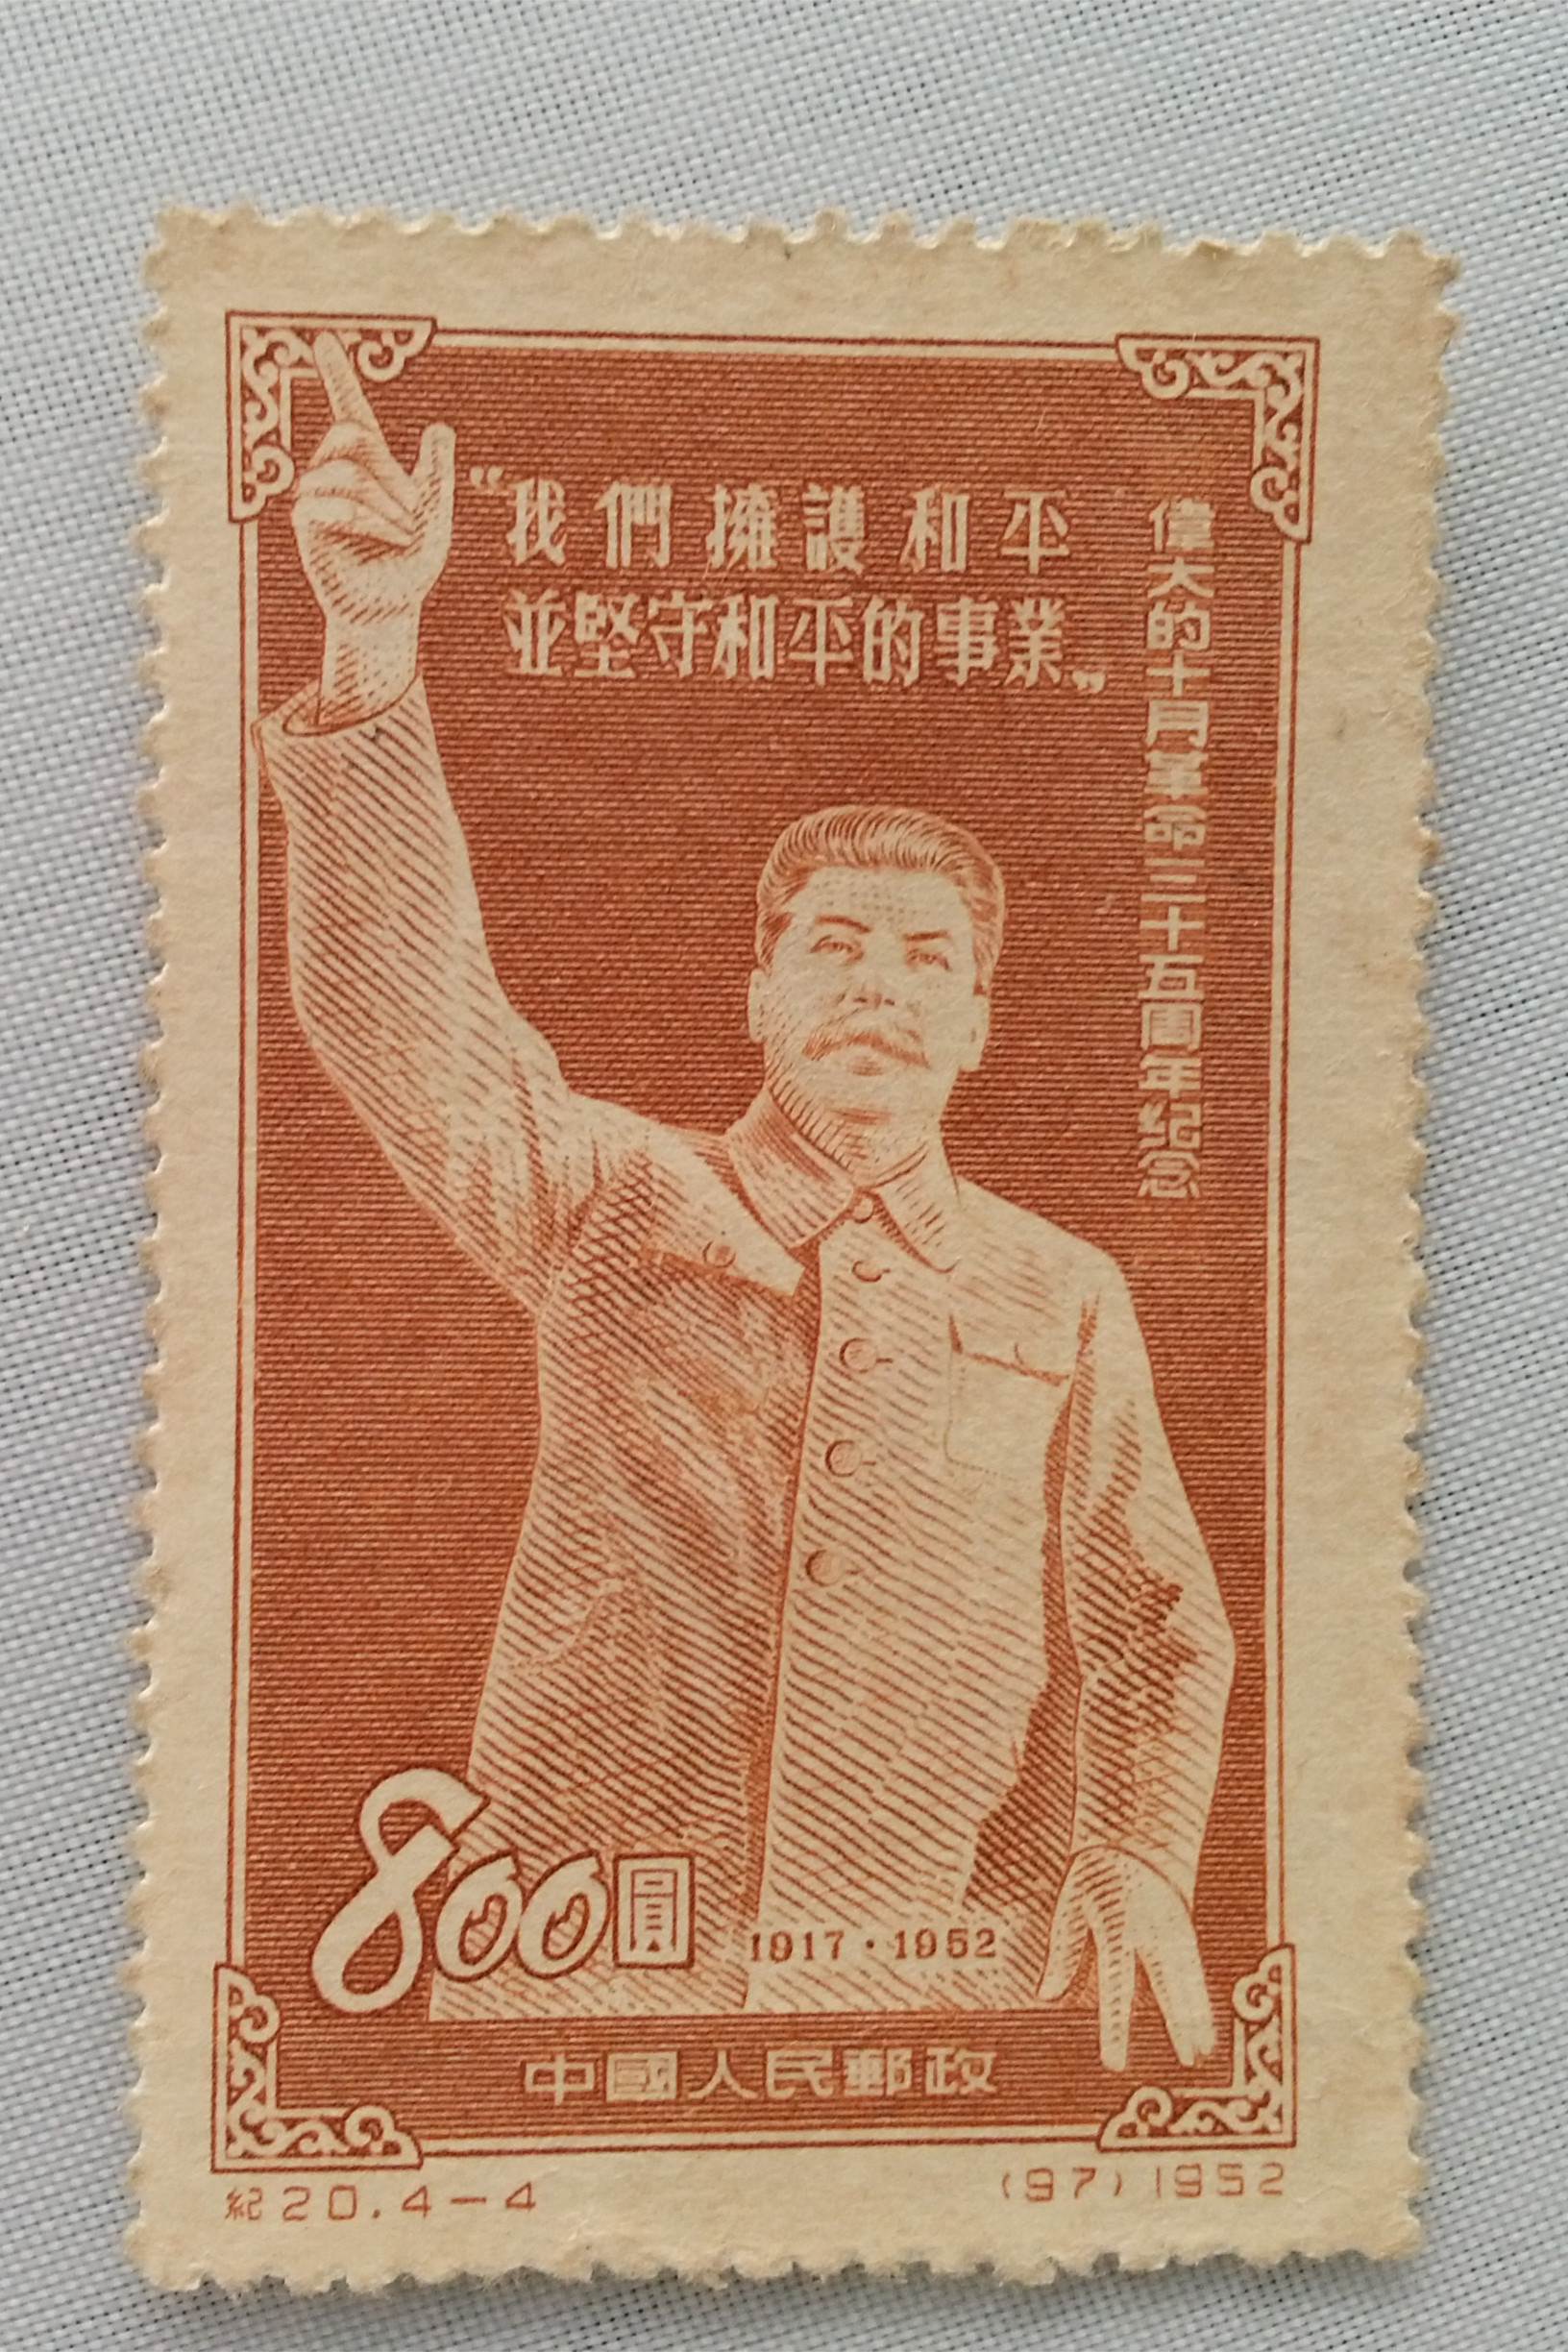 “我們擁護和平
並堅守和平的事業”
偉大的十月革命三十五週年紀念
800圓
1917·1952
中國人民郵政
紀20.4-4
(97)1952